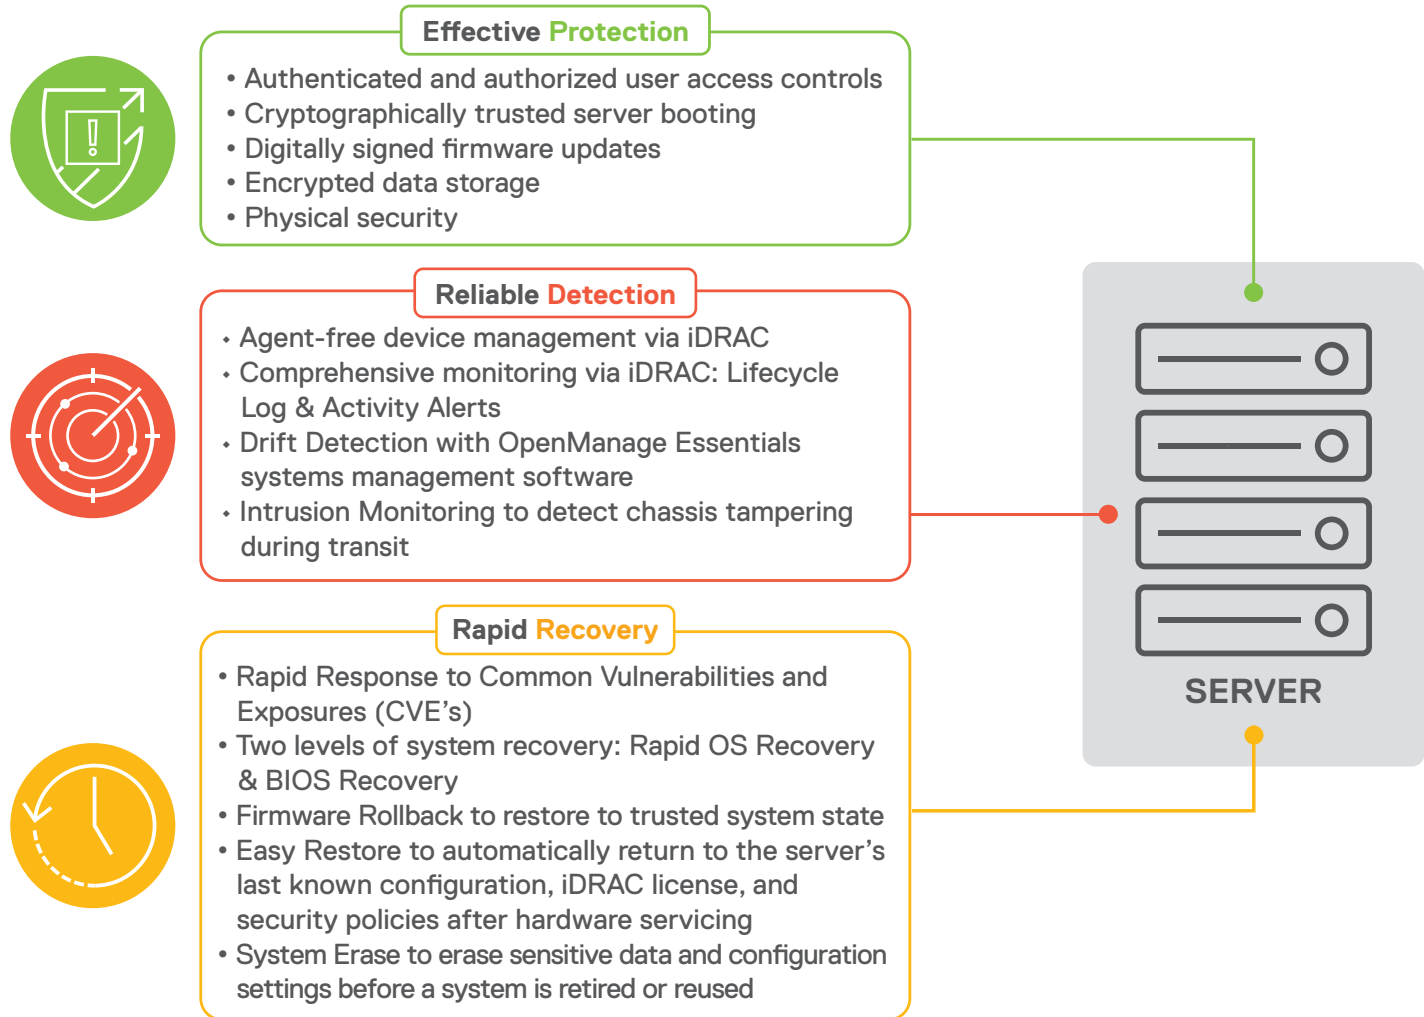 Effective Protection
• Authenticated and authorized user access controls
• Cryptographically trusted server booting
• Digitally signed firmware updates
• Encrypted data storage
• Physical security
Reliable Detection
• Agent-free device management via iDRAC
• Comprehensive monitoring via iDRAC: Lifecycle
Log & Activity Alerts
• Drift Detection with OpenManage Essentials
systems management software
• Intrusion Monitoring to detect chassis tampering
during transit
Rapid Recovery
• Rapid Response to Common Vulnerabilities and
Exposures (CVE’s)
• Two levels of system recovery: Rapid OS Recovery
& BIOS Recovery
• Firmware Rollback to restore to trusted system state
• Easy Restore to automatically return to the server’s
last known configuration, iDRAC license, and
security policies after hardware servicing
• System Erase to erase sensitive data and configuration
settings before a system is retired or reused
SERVER